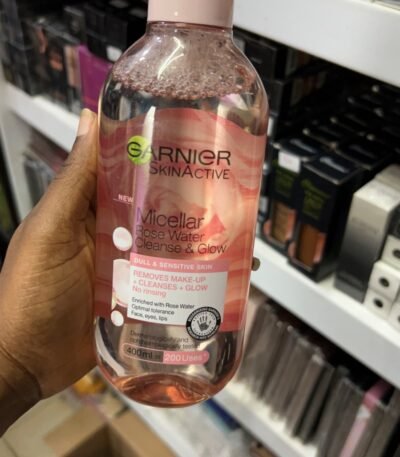 GARNIER
SKINACTIVE
NEW
Micellar
Rose Water
Cleanse & Glow
DULL & SENSITIVE SKIN
REMOVES MAKE-UP
+ CLEANSES + GLOW
No rinsing
Enriched with Rose Water
Optimal tolerance
Face, eyes, lips
tested
400ml
200 Uses